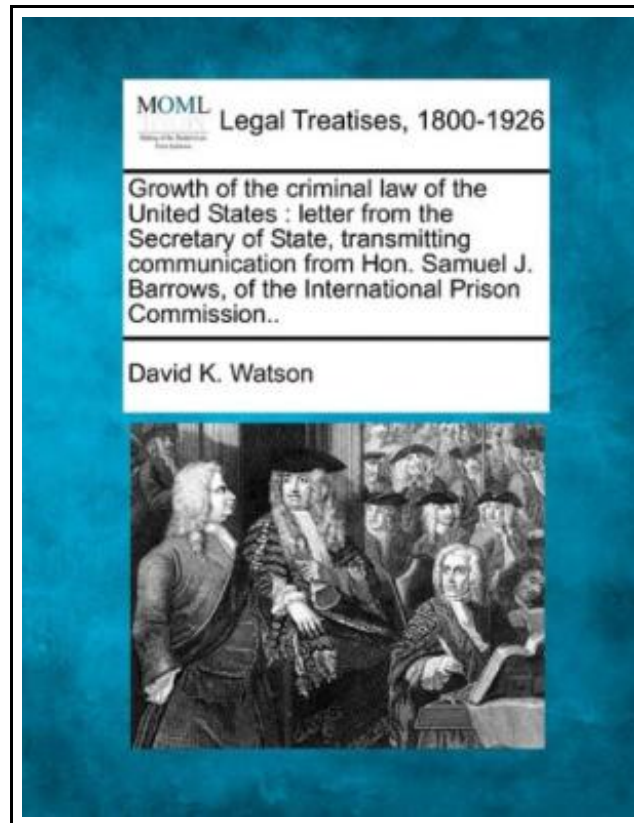 MOML
Legal Treatises, 1800-1926
Growth of the criminal law of the
United States : letter from the
Secretary of State, transmitting
communication from Hon. Samuel J.
Barrows, of the International Prison
Commission..
David K. Watson